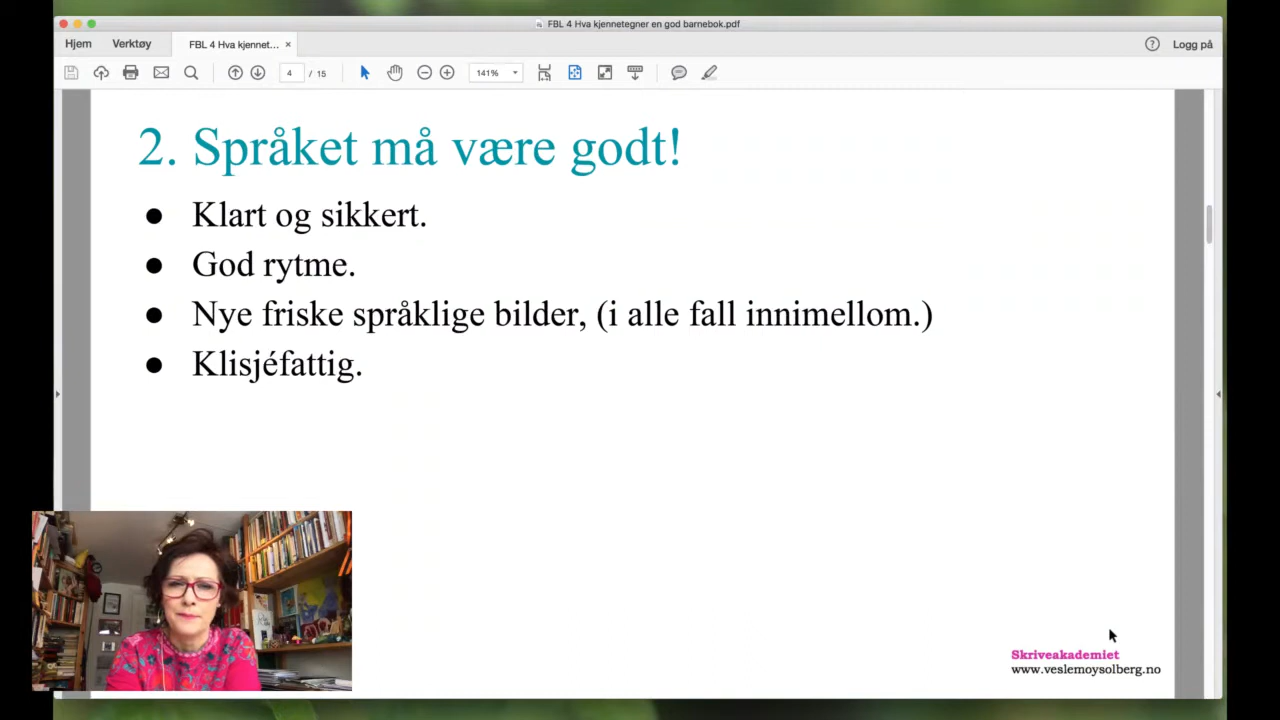 FBL 4 Hva kjennetegner en god barnebok.pdf
Hjem Verktøy FBL 4 Hva kjennet... × Logg på
4 / 15 141%
2. Språket må være godt!
● Klart og sikkert.
● God rytme.
● Nye friske språklige bilder, (i alle fall innimellom.)
● Klisjéfattig.
Skriveakademiet
www.veslemoysolberg.no